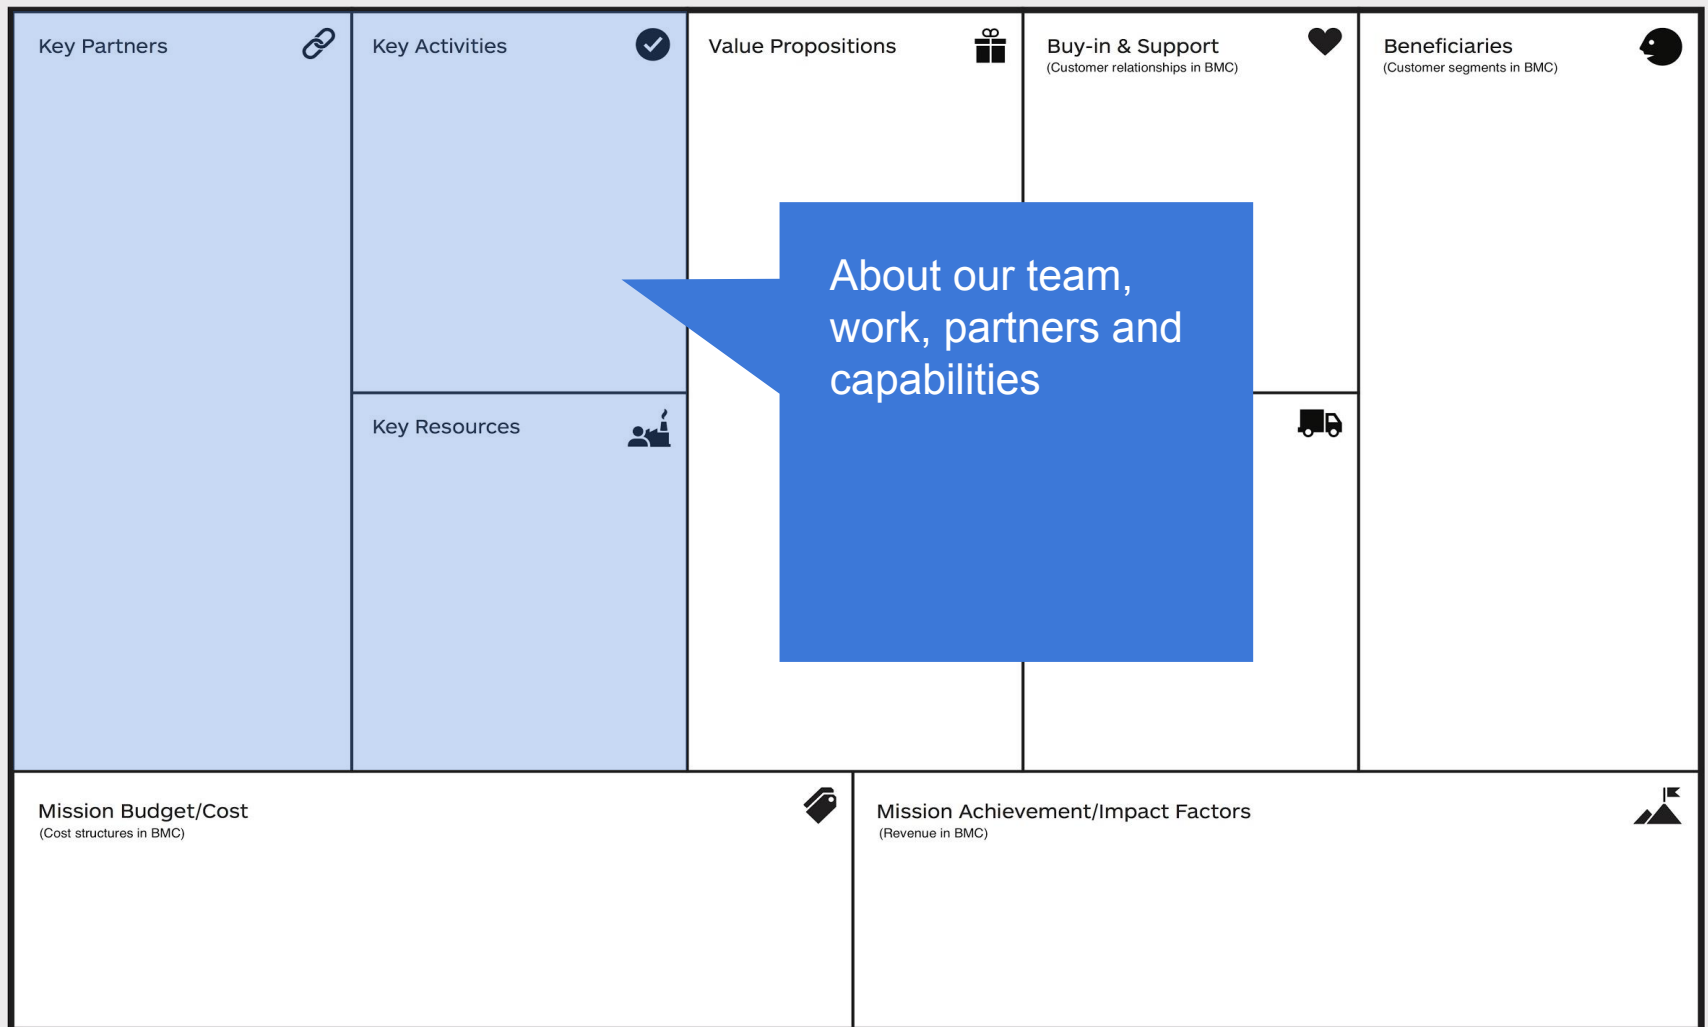 Key Partners
Key Activities
Value Propositions
Buy-in & Support
(Customer relationships in BMC)
Beneficiaries
(Customer segments in BMC)
About our team,
work, partners and
capabilities
Key Resources
Mission Budget/Cost
(Cost structures in BMC)
Mission Achievement/Impact Factors
(Revenue in BMC)